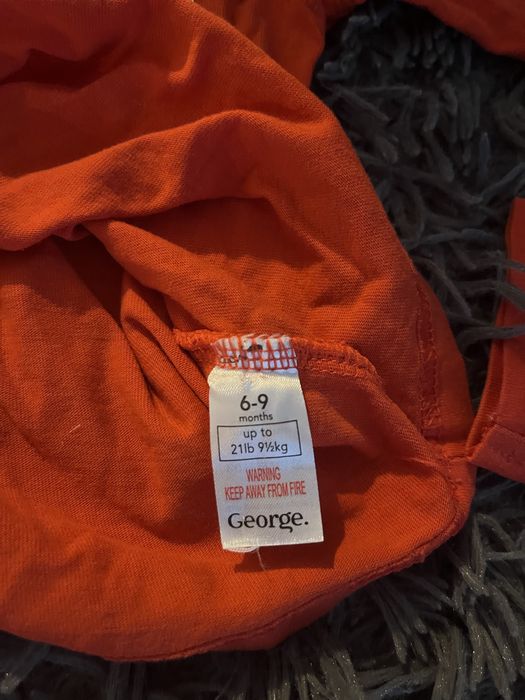 6-9
months
up to
21lb 9½kg
WARNING
KEEP AWAY FROM FIRE
George.